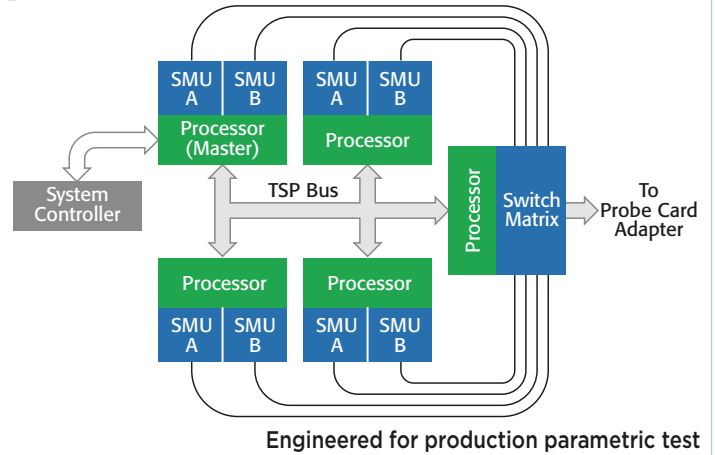 SMU
A
SMU
B
SMU
A
SMU
B
Processor
(Master)
Processor
System
Controller
TSP Bus
Processor
Switch
Matrix
To
Probe Card
Adapter
Processor
Processor
SMU
A
SMU
B
SMU
A
SMU
B
Engineered for production parametric test